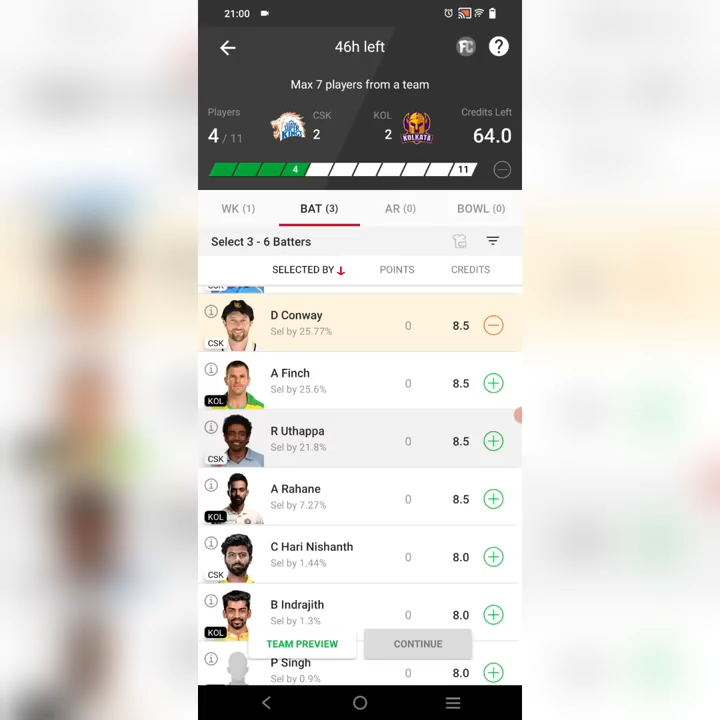 21:00
46h left
FC
?
Max 7 players from a team
Players
CSK
KOL
Credits Left
4 / 11
2
2
64.0
KOLKATA
4
11
WK (1)
BAT (3)
AR (0)
BOWL (0)
Select 3 - 6 Batters
SELECTED BY
POINTS
CREDITS
D Conway
Sel by 25.77%
0
8.5
CSK
A Finch
Sel by 25.6%
0
8.5
KOL
R Uthappa
Sel by 21.8%
0
8.5
CSK
A Rahane
Sel by 7.27%
0
8.5
KOL
C Hari Nishanth
Sel by 1.44%
0
8.0
CSK
B Indrajith
Sel by 1.3%
0
8.0
KOL
TEAM PREVIEW
CONTINUE
P Singh
Sel by 0.9%
0
8.0